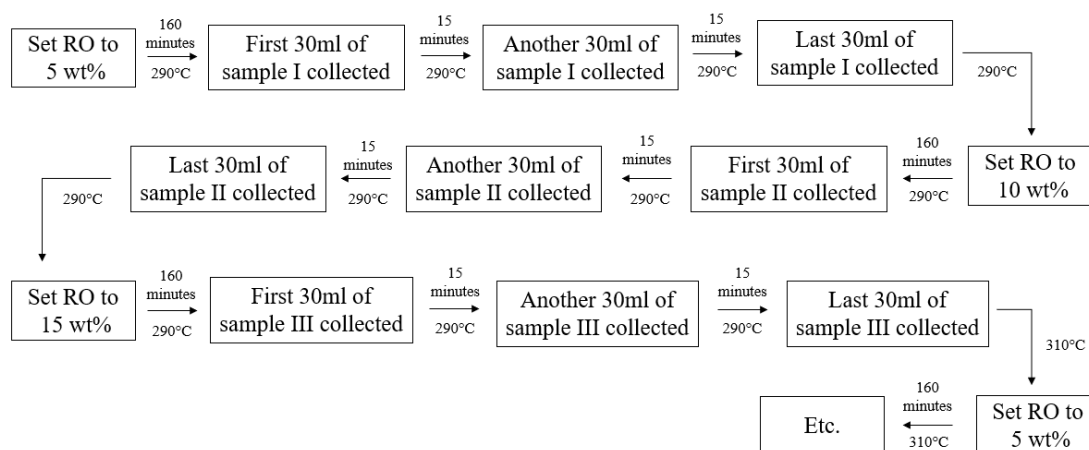 Set RO to
5 wt%
160
minutes
290°C
First 30ml of
sample I collected
15
minutes
290°C
Another 30ml of
sample I collected
15
minutes
290°C
Last 30ml of
sample I collected
290°C
Set RO to
10 wt%
160
minutes
290°C
First 30ml of
sample II collected
15
minutes
290°C
Another 30ml of
sample II collected
15
minutes
290°C
Last 30ml of
sample II collected
290°C
Set RO to
15 wt%
160
minutes
290°C
First 30ml of
sample III collected
15
minutes
290°C
Another 30ml of
sample III collected
15
minutes
290°C
Last 30ml of
sample III collected
310°C
Set RO to
5 wt%
160
minutes
310°C
Etc.